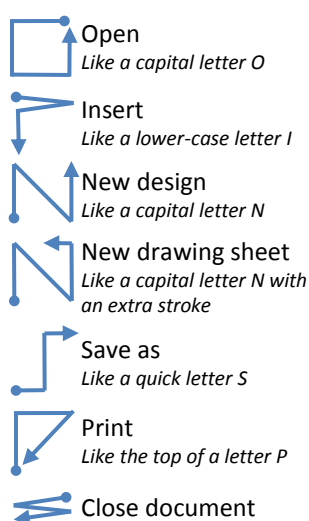 Open
Like a capital letter O
Insert
Like a lower-case letter I
New design
Like a capital letter N
New drawing sheet
Like a capital letter N with
an extra stroke
Save as
Like a quick letter S
Print
Like the top of a letter P
Close document